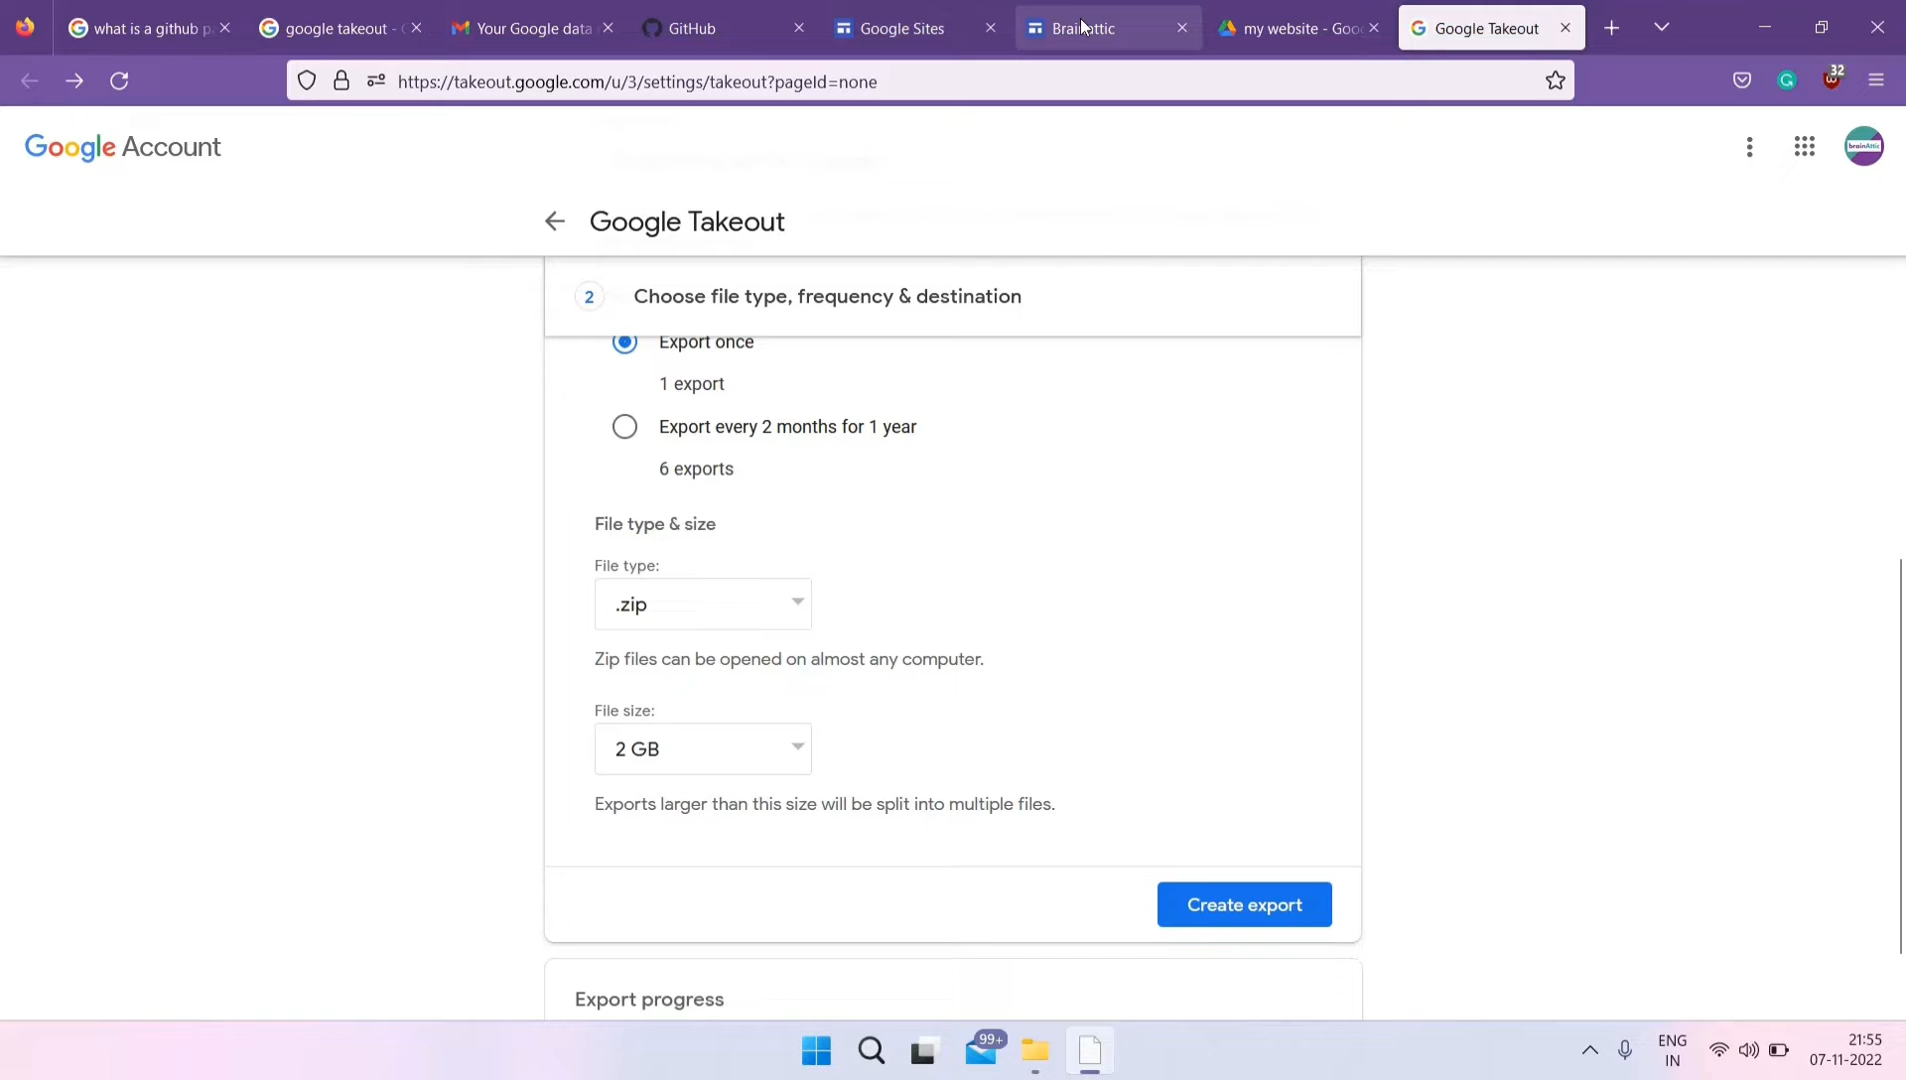 what is a github p
google takeout - G
Your Google data
GitHub
Google Sites
BrainAttic
my website - Goo
Google Takeout
https://takeout.google.com/u/3/settings/takeout?pageId=none
32
Google Account
brainAttic
Google Takeout
2 Choose file type, frequency & destination
Export once
1 export
Export every 2 months for 1 year
6 exports
File type & size
File type:
.zip
Zip files can be opened on almost any computer.
File size:
2 GB
Exports larger than this size will be split into multiple files.
Create export
Export progress
99+
ENG
IN
21:55
07-11-2022